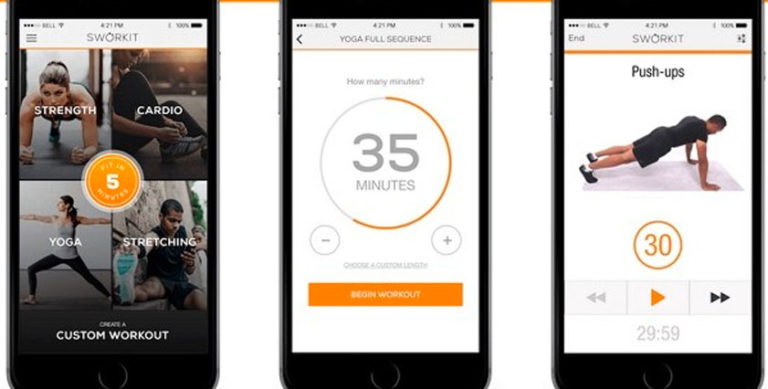 BELL 4:21 PM 100%
SWORKIT
STRENGTH
CARDIO
FIT IN
5
MINUTES
YOGA
STRETCHING
CREATE A
CUSTOM WORKOUT
BELL 4:21 PM 100%
YOGA FULL SEQUENCE
How many minutes?
35
MINUTES
− +
CHOOSE A CUSTOM LENGTH
BEGIN WORKOUT
BELL 4:21 PM 100%
End SWORKIT
Push-ups
30
29:59